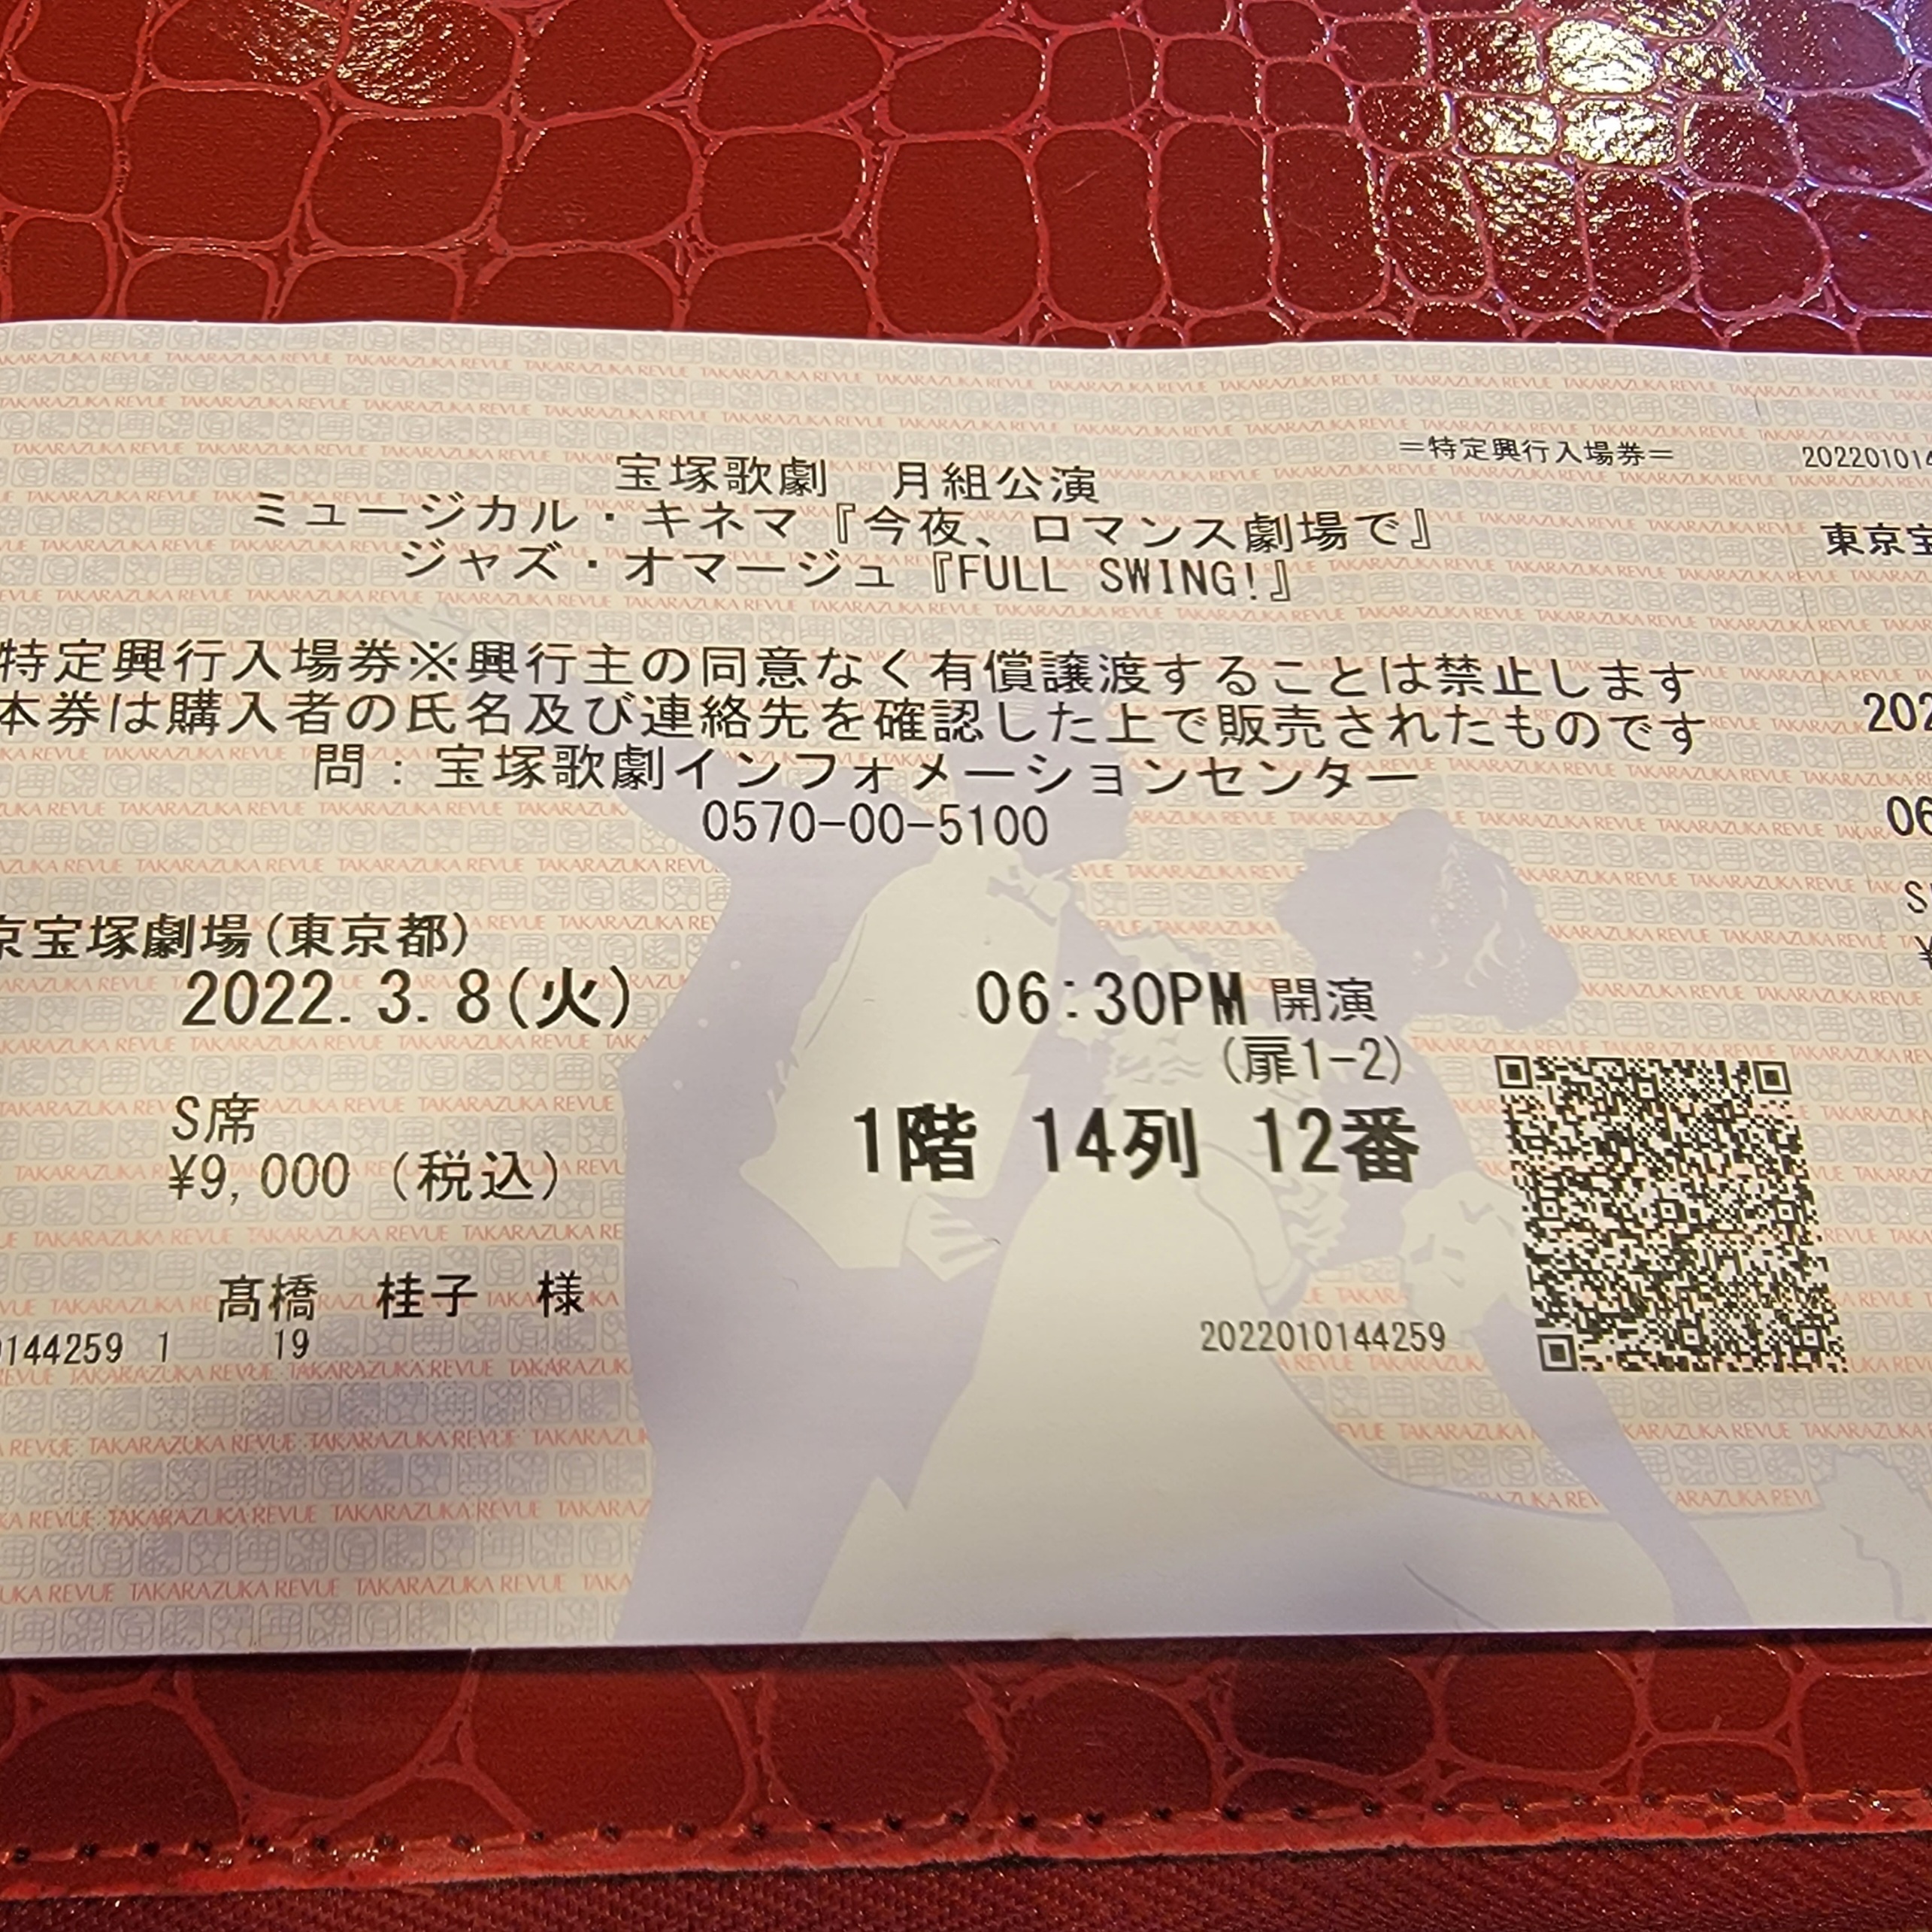 =特定興行入場券=
宝塚歌劇　月組公演
ミュージカル・キネマ『今夜、ロマンス劇場で』
ジャズ・オマージュ『FULL SWING!』
特定興行入場券※興行主の同意なく有償譲渡することは禁止します
本券は購入者の氏名及び連絡先を確認した上で販売されたものです
問：宝塚歌劇インフォメーションセンター
0570-00-5100
京宝塚劇場(東京都)
2022. 3. 8(火)
06:30PM 開演
(扉1-2)
S席
1階 14列 12番
¥9,000 (税込)
髙橋　桂子　様
144259 1 19
2022010144259
202201014
東京宝
202
06
S
¥
TAKARAZUKA REVUE